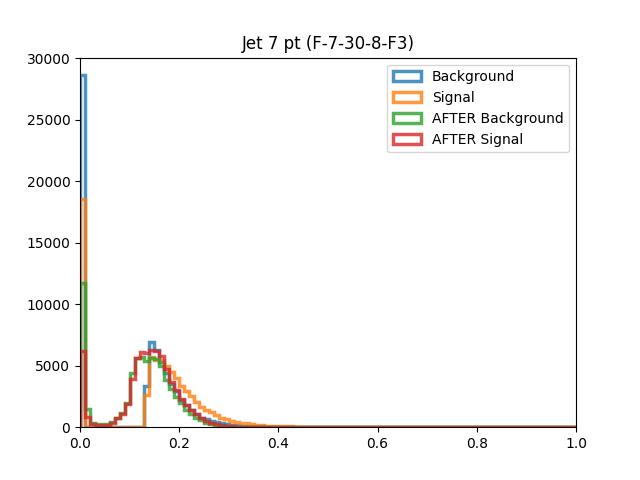 Jet 7 pt (F-7-30-8-F3)
30000
25000
20000
15000
10000
5000
0
0.0
0.2
0.4
0.6
0.8
1.0
Background
Signal
AFTER Background
AFTER Signal